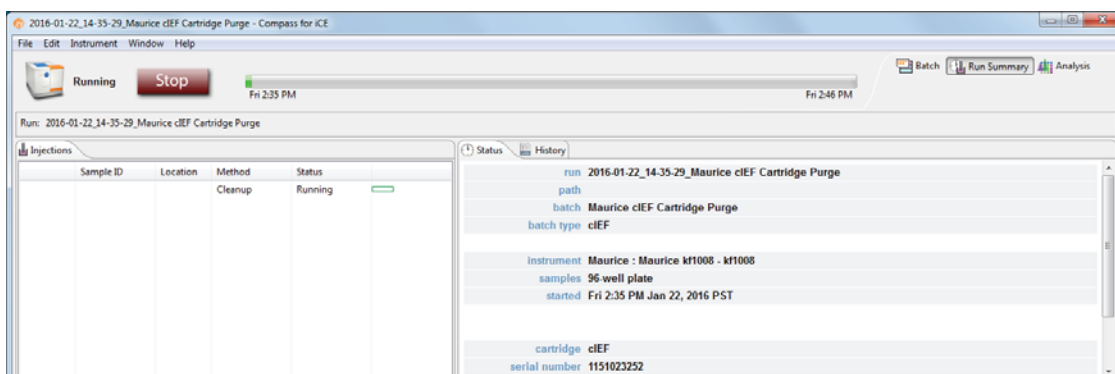 2016-01-22_14-35-29_Maurice cIEF Cartridge Purge - Compass for iCE
File Edit Instrument Window Help
Running Stop Batch Run Summary Analysis
Fri 2:35 PM Fri 2:46 PM
Run: 2016-01-22_14-35-29_Maurice cIEF Cartridge Purge
Injections Status History
Sample ID Location Method Status
Cleanup Running
run 2016-01-22_14-35-29_Maurice cIEF Cartridge Purge
path
batch Maurice cIEF Cartridge Purge
batch type cIEF
instrument Maurice : Maurice kf1008 - kf1008
samples 96-well plate
started Fri 2:35 PM Jan 22, 2016 PST
cartridge cIEF
serial number 1151023252